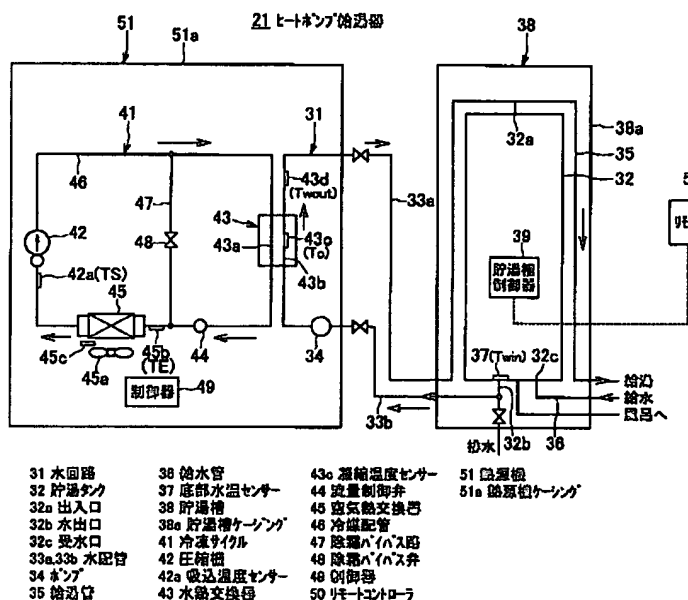 21 ヒートポンプ給湯器
51
51a
38
41
31
32a
38a
46
43d
(Twout)
35
47
33a
32
43
42
48
43a
43c
(To)
39
リモ
42a(TS)
貯湯槽
制御器
43b
45
37(Twin)
32c
45c
45b
(TE)
44
34
給湯
45a
給水
制御器
49
33b
32b
36
風呂へ
排水
31 水回路
32 貯湯タンク
32a 出入口
32b 水出口
32c 受水口
33a,33b 水配管
34 ポンプ
35 給湯管
36 給水管
37 底部水温センサー
38 貯湯槽
38a 貯湯槽ケーシング
41 冷凍サイクル
42 圧縮機
42a 吸込温度センサー
43 水熱交換器
43c 凝縮温度センサー
44 流量制御弁
45 空気熱交換器
46 冷媒配管
47 除霜バイパス路
48 除霜バイパス弁
49 制御器
50 リモートコントローラ
51 熱源機
51a 熱源機ケーシング